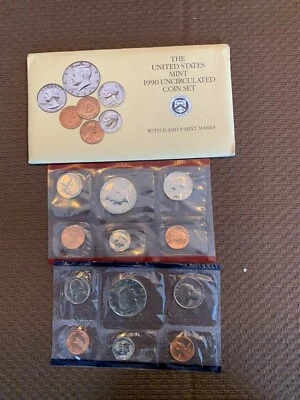 THE
UNITED STATES
MINT
1990 UNCIRCULATED
COIN SET
WITH D AND P MINT MARKS